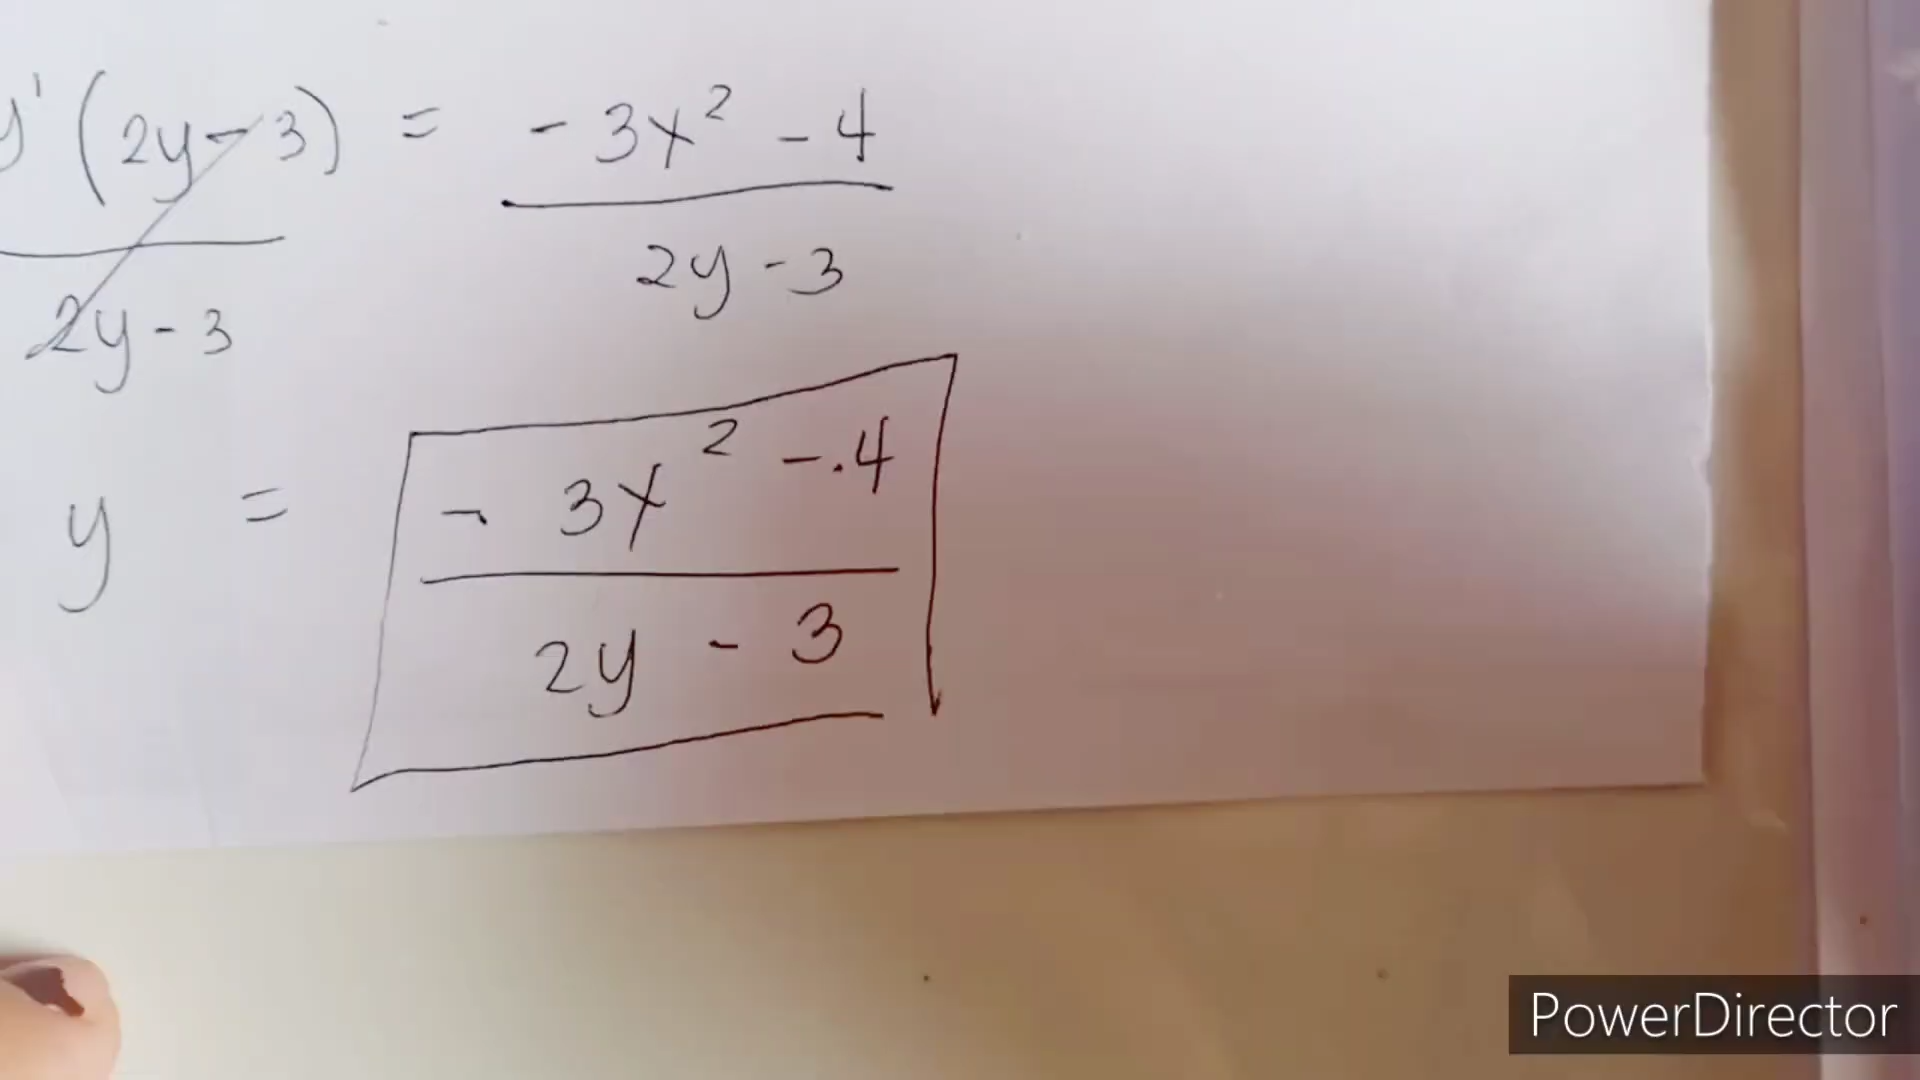 y' (2y - 3) = - 3x² - 4
2y - 3 2y - 3
y = - 3x² - .4
2y - 3
PowerDirector